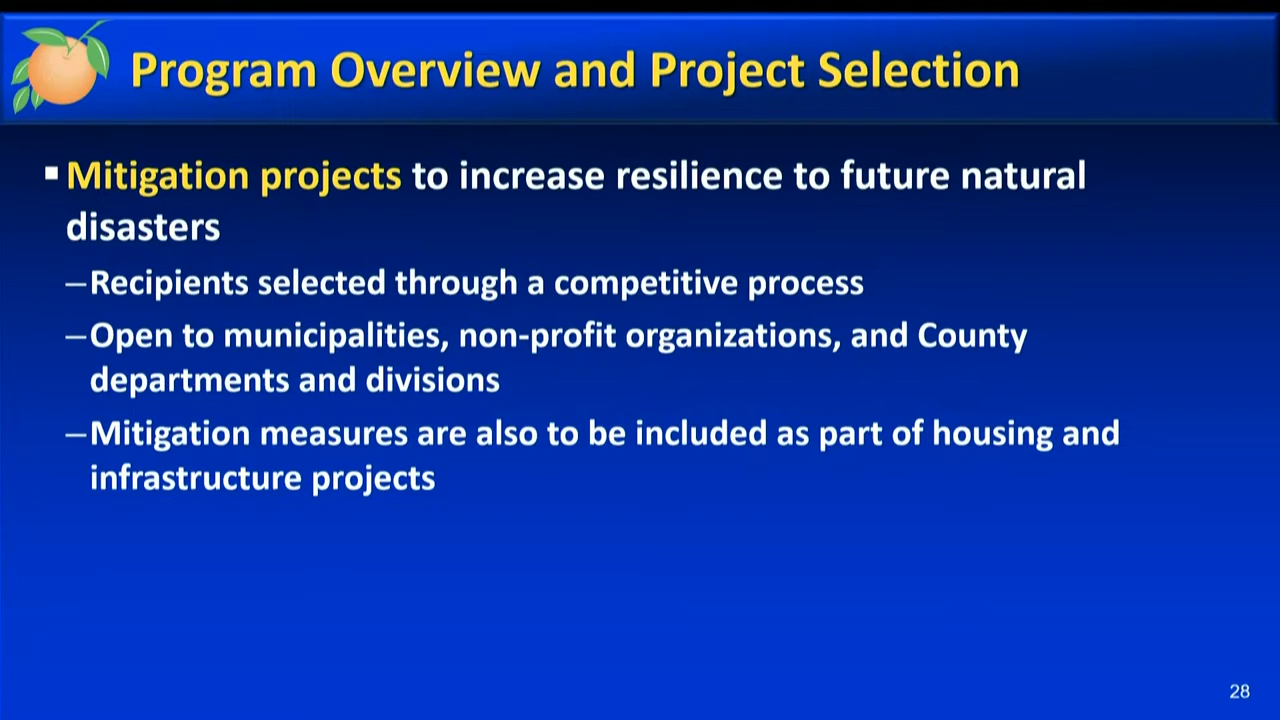 Program Overview and Project Selection
▪Mitigation projects to increase resilience to future natural
disasters
–Recipients selected through a competitive process
–Open to municipalities, non-profit organizations, and County
departments and divisions
–Mitigation measures are also to be included as part of housing and
infrastructure projects
28